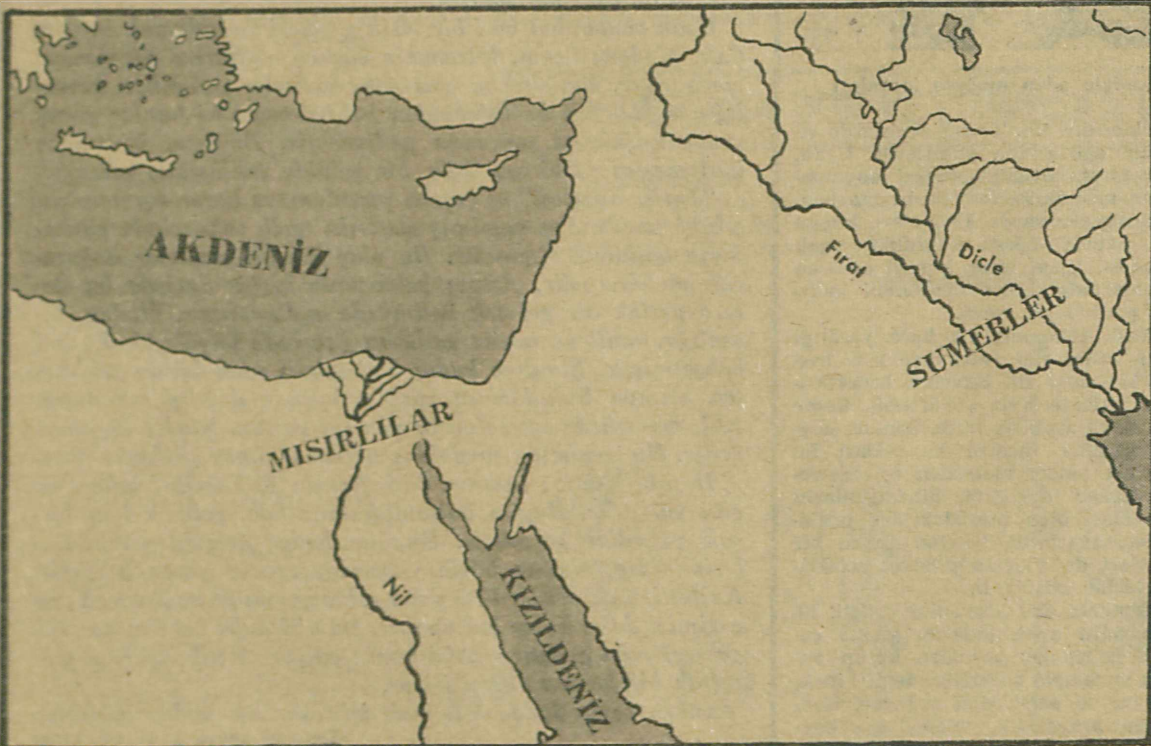 AKDENİZ
Fırat
Dicle
SUMERLER
MISIRLILAR
Nil
KIZILDENİZ